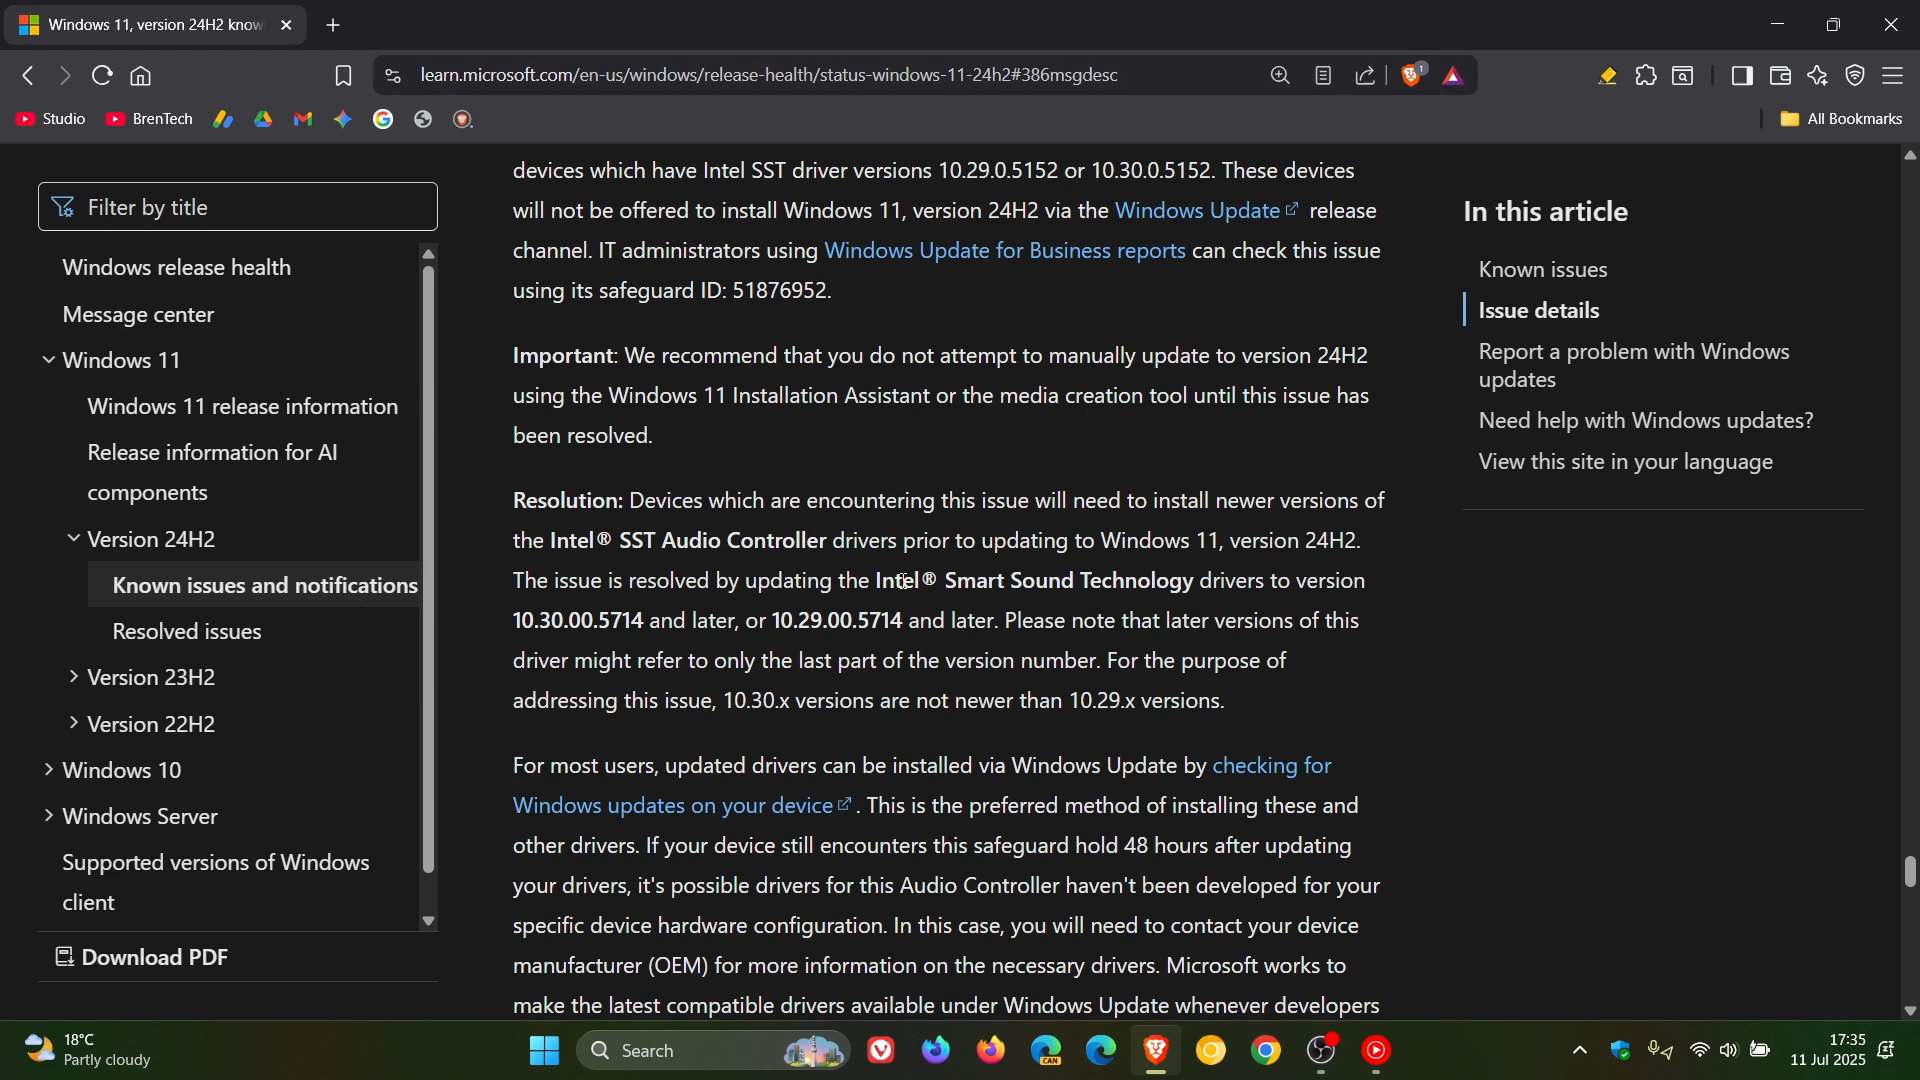 Windows 11, version 24H2 know
learn.microsoft.com/en-us/windows/release-health/status-windows-11-24h2#386msgdesc
1
Studio
BrenTech
All Bookmarks
Filter by title
Windows release health
Message center
Windows 11
Windows 11 release information
Release information for AI
components
Version 24H2
Known issues and notifications
Resolved issues
Version 23H2
Version 22H2
Windows 10
Windows Server
Supported versions of Windows
client
Download PDF
devices which have Intel SST driver versions 10.29.0.5152 or 10.30.0.5152. These devices
will not be offered to install Windows 11, version 24H2 via the Windows Update release
channel. IT administrators using Windows Update for Business reports can check this issue
using its safeguard ID: 51876952.
Important: We recommend that you do not attempt to manually update to version 24H2
using the Windows 11 Installation Assistant or the media creation tool until this issue has
been resolved.
Resolution: Devices which are encountering this issue will need to install newer versions of
the Intel® SST Audio Controller drivers prior to updating to Windows 11, version 24H2.
The issue is resolved by updating the Intel® Smart Sound Technology drivers to version
10.30.00.5714 and later, or 10.29.00.5714 and later. Please note that later versions of this
driver might refer to only the last part of the version number. For the purpose of
addressing this issue, 10.30.x versions are not newer than 10.29.x versions.
For most users, updated drivers can be installed via Windows Update by checking for
Windows updates on your device . This is the preferred method of installing these and
other drivers. If your device still encounters this safeguard hold 48 hours after updating
your drivers, it's possible drivers for this Audio Controller haven't been developed for your
specific device hardware configuration. In this case, you will need to contact your device
manufacturer (OEM) for more information on the necessary drivers. Microsoft works to
make the latest compatible drivers available under Windows Update whenever developers
In this article
Known issues
Issue details
Report a problem with Windows
updates
Need help with Windows updates?
View this site in your language
18°C
Partly cloudy
Search
CAN
17:35
11 Jul 2025